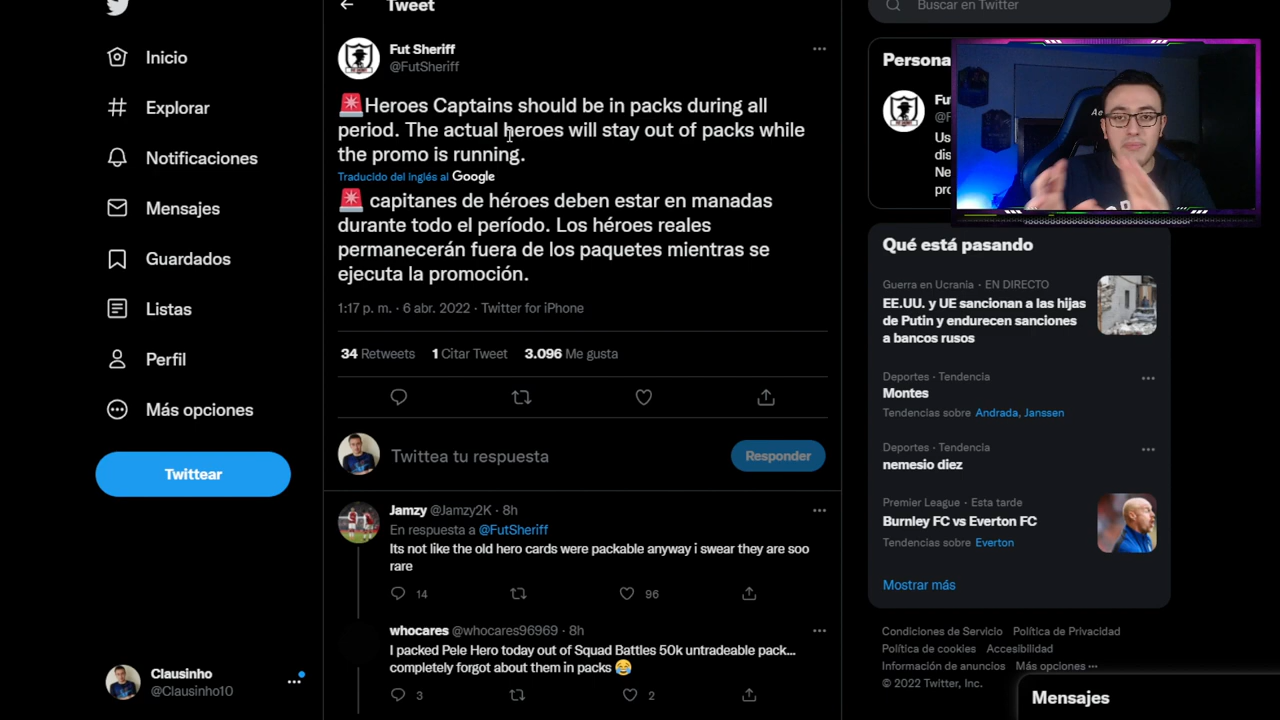 Tweet
Buscar en Twitter
Inicio
Explorar
Notificaciones
Mensajes
Guardados
Listas
Perfil
Más opciones
Twittear
Clausinho
@Clausinho10
Fut Sheriff
@FutSheriff
🚨Heroes Captains should be in packs during all
period. The actual heroes will stay out of packs while
the promo is running.
Traducido del inglés al Google
🚨 capitanes de héroes deben estar en manadas
durante todo el período. Los héroes reales
permanecerán fuera de los paquetes mientras se
ejecuta la promoción.
1:17 p. m. · 6 abr. 2022 · Twitter for iPhone
34 Retweets 1 Citar Tweet 3.096 Me gusta
Twittea tu respuesta
Responder
Jamzy @Jamzy2K · 8h
En respuesta a @FutSheriff
Its not like the old hero cards were packable anyway i swear they are soo
rare
14 96
whocares @whocares96969 · 8h
I packed Pele Hero today out of Squad Battles 50k untradeable pack...
completely forgot about them in packs 😂
3 2
Persona
Fu
@F
Us
dis
Ne
pro
Qué está pasando
Guerra en Ucrania · EN DIRECTO
EE.UU. y UE sancionan a las hijas
de Putin y endurecen sanciones
a bancos rusos
Deportes · Tendencia
Montes
Tendencias sobre Andrada, Janssen
Deportes · Tendencia
nemesio diez
Premier League · Esta tarde
Burnley FC vs Everton FC
Tendencias sobre Everton
Mostrar más
Condiciones de Servicio Política de Privacidad
Política de cookies Accesibilidad
Información de anuncios Más opciones ···
© 2022 Twitter, Inc.
Mensajes